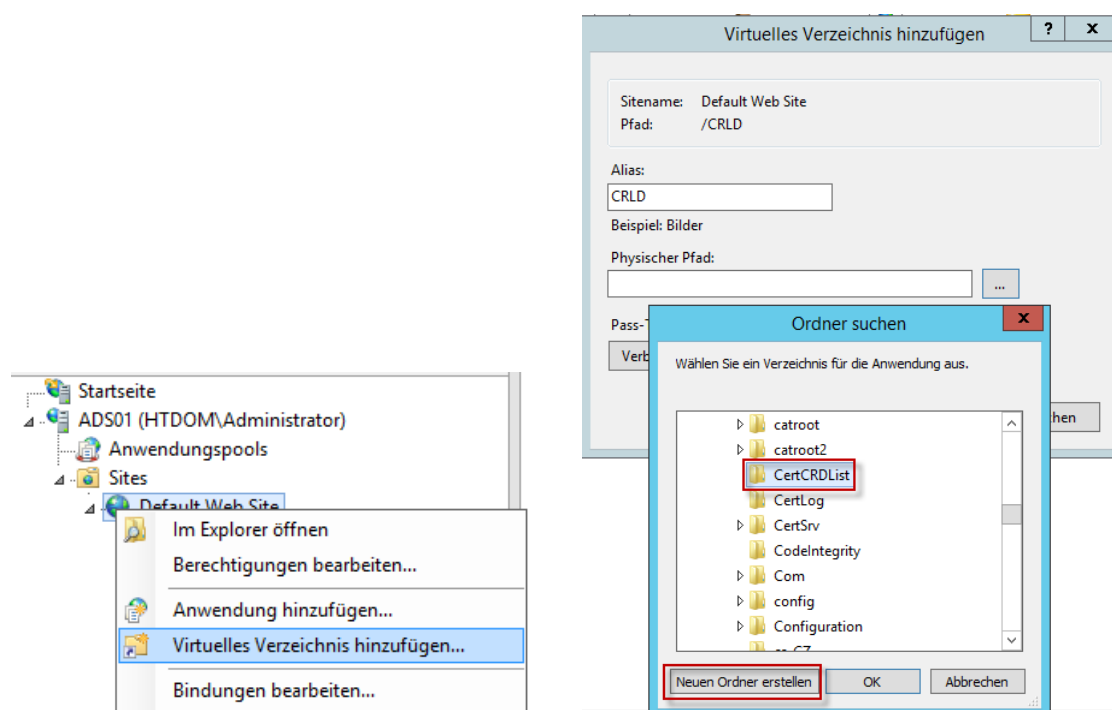 Startseite
ADS01 (HTDOM\Administrator)
Anwendungspools
Sites
Default Web Site
Im Explorer öffnen
Berechtigungen bearbeiten...
Anwendung hinzufügen...
Virtuelles Verzeichnis hinzufügen...
Bindungen bearbeiten...
Virtuelles Verzeichnis hinzufügen ? x
Sitename: Default Web Site
Pfad: /CRLD
Alias:
CRLD
Beispiel: Bilder
Physischer Pfad:
...
Pass-
Verb
hen
Ordner suchen x
Wählen Sie ein Verzeichnis für die Anwendung aus.
catroot
catroot2
CertCRDList
CertLog
CertSrv
CodeIntegrity
Com
config
Configuration
Neuen Ordner erstellen OK Abbrechen